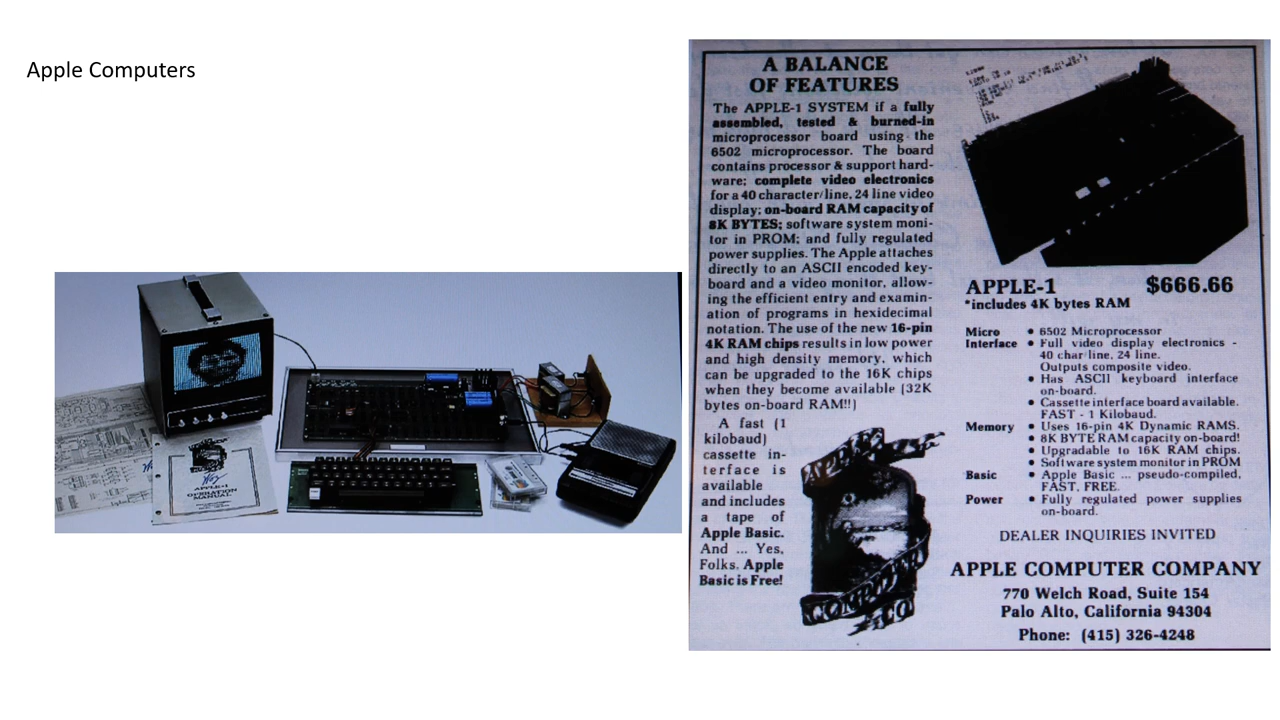 Apple Computers
A BALANCE
OF FEATURES
The APPLE-1 SYSTEM if a fully
assembled, tested & burned-in
microprocessor board using the
6502 microprocessor. The board
contains processor & support hard-
ware; complete video electronics
for a 40 character/line, 24 line video
display; on-board RAM capacity of
8K BYTES; software system moni-
tor in PROM; and fully regulated
power supplies. The Apple attaches
directly to an ASCII encoded key-
board and a video monitor, allow-
ing the efficient entry and examin-
ation of programs in hexidecimal
notation. The use of the new 16-pin
4K RAM chips results in low power
and high density memory, which
can be upgraded to the 16K chips
when they become available (32K
bytes on-board RAM!!)
A fast (1
kilobaud)
cassette in-
terface is
available
and includes
a tape of
Apple Basic.
And ... Yes,
Folks, Apple
Basic is Free!
APPLE
COMPUTER
CO
APPLE-1 $666.66
*includes 4K bytes RAM
Micro Interface
• 6502 Microprocessor
• Full video display electronics -
40 char/line, 24 line.
Outputs composite video.
• Has ASCII keyboard interface
on-board.
• Cassette interface board available.
FAST - 1 Kilobaud.
Memory • Uses 16-pin 4K Dynamic RAMS.
• 8K BYTE RAM capacity on-board!
• Upgradable to 16K RAM chips.
• Software system monitor in PROM
Basic • Apple Basic ... pseudo-compiled,
FAST, FREE.
Power • Fully regulated power supplies
on-board.
DEALER INQUIRIES INVITED
APPLE COMPUTER COMPANY
770 Welch Road, Suite 154
Palo Alto, California 94304
Phone: (415) 326-4248
APPLE-1
OPERATION
MANUAL